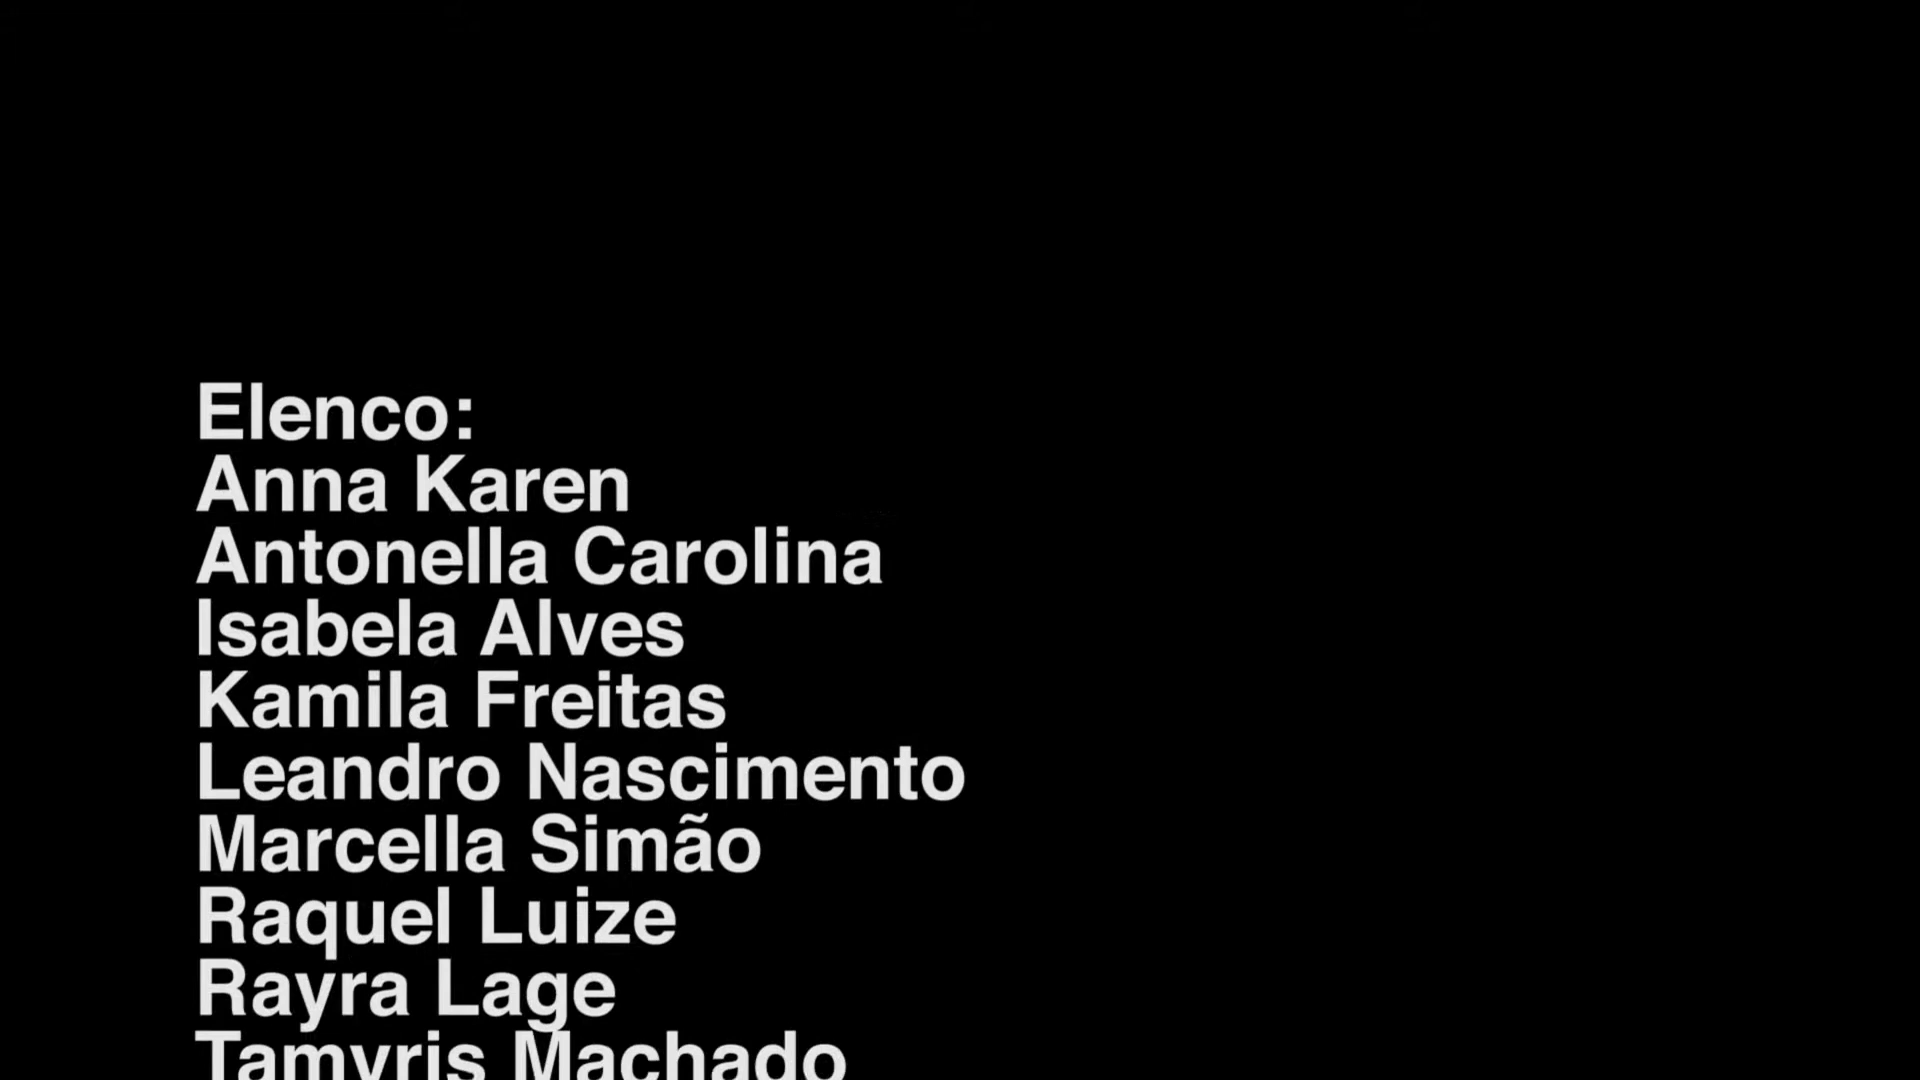 Elenco:
Anna Karen
Antonella Carolina
Isabela Alves
Kamila Freitas
Leandro Nascimento
Marcella Simão
Raquel Luize
Rayra Lage
Tamyris Machado